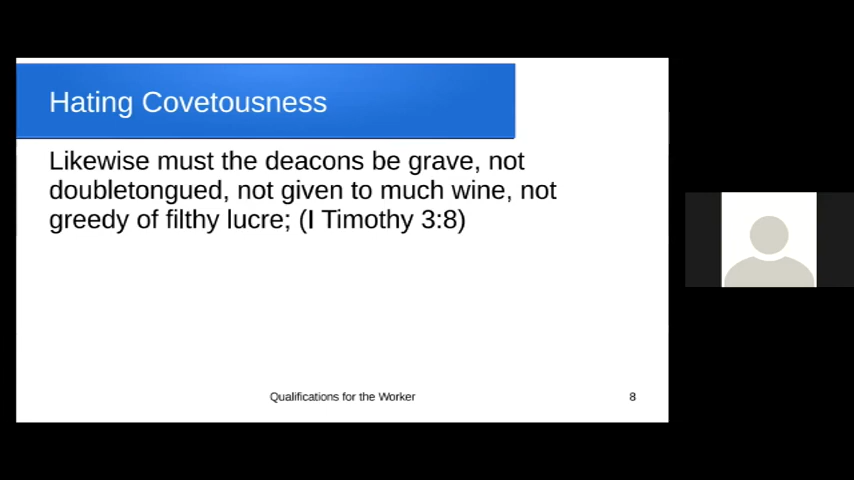 Hating Covetousness
Likewise must the deacons be grave, not
doubletongued, not given to much wine, not
greedy of filthy lucre; (I Timothy 3:8)
Qualifications for the Worker
8